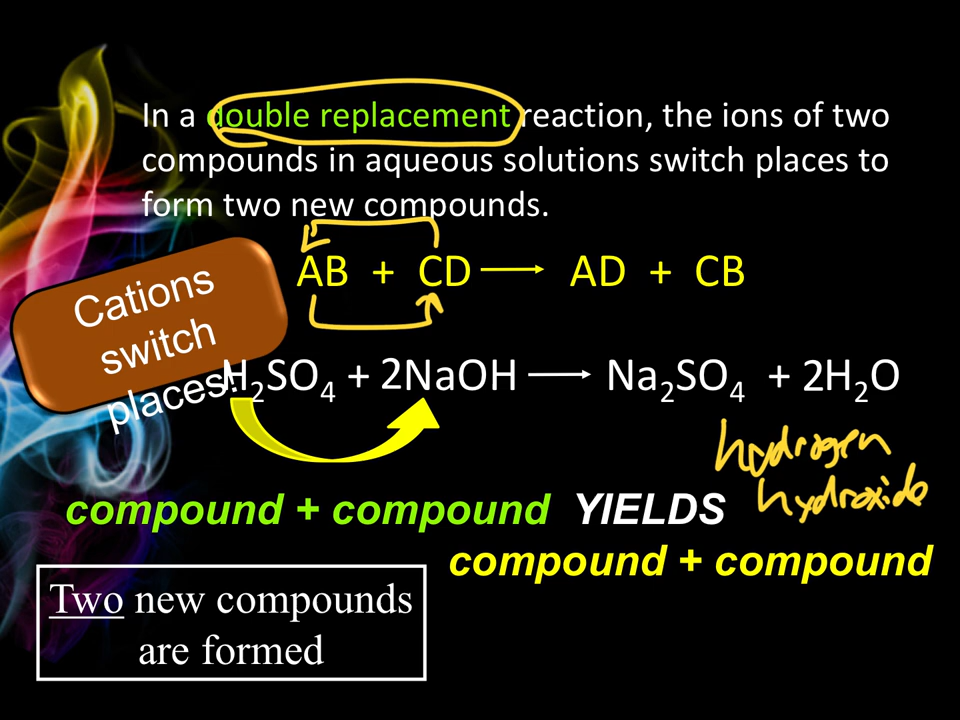 In a double replacement reaction, the ions of two
compounds in aqueous solutions switch places to
form two new compounds.
AB + CD → AD + CB
Cations
switch
places!
H₂SO₄ + 2NaOH → Na₂SO₄ + 2H₂O
hydrogen
hydroxide
compound + compound YIELDS
compound + compound
Two new compounds
are formed